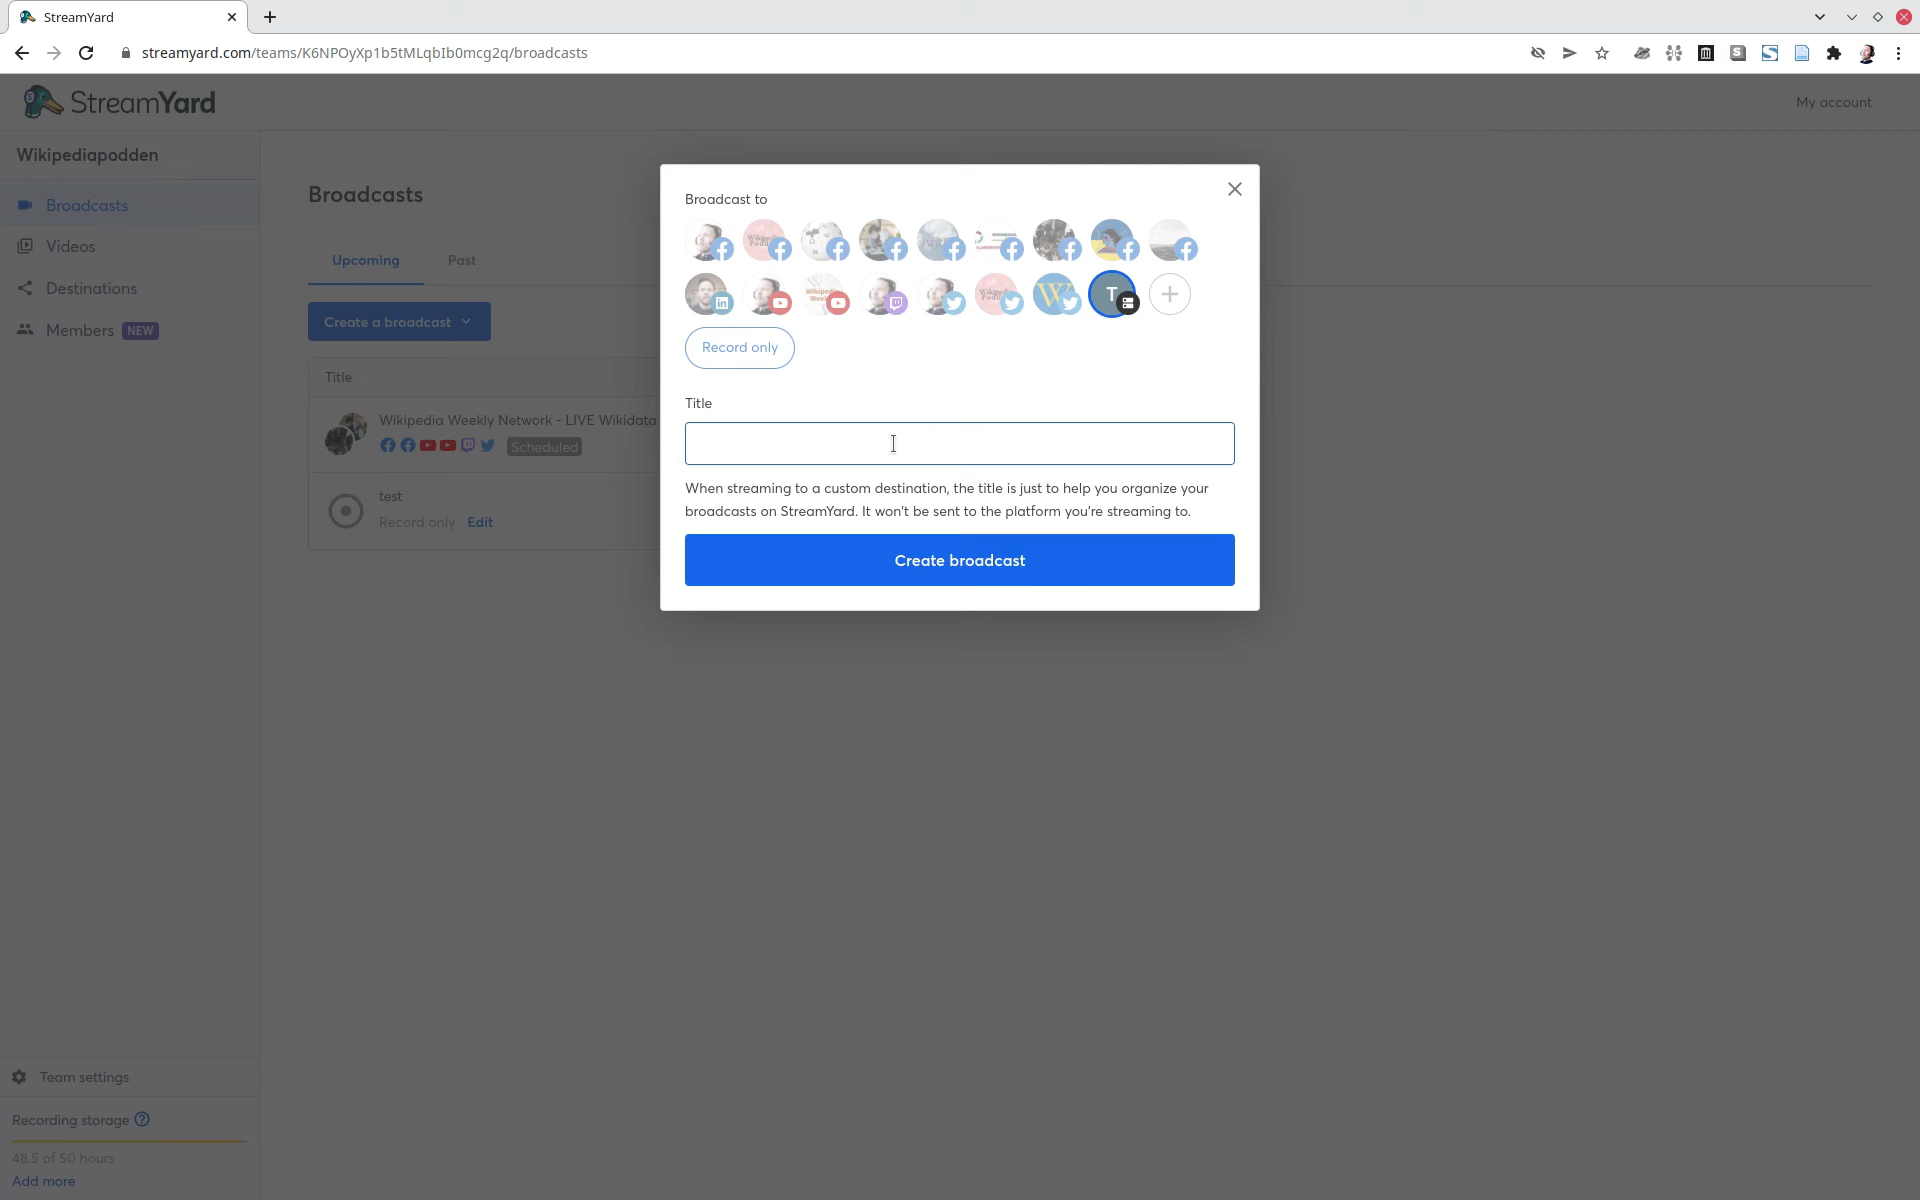 StreamYard
streamyard.com/teams/K6NPOyXp1b5tMLqbIb0mcg2q/broadcasts
StreamYard
My account
Wikipediapodden
Broadcasts
Videos
Destinations
Members NEW
Broadcasts
Upcoming Past
Create a broadcast
Title
Wikipedia Weekly Network - LIVE Wikidata
Scheduled
test
Record only Edit
Broadcast to
T
Record only
Title
When streaming to a custom destination, the title is just to help you organize your
broadcasts on StreamYard. It won't be sent to the platform you're streaming to.
Create broadcast
Team settings
Recording storage
48.5 of 50 hours
Add more